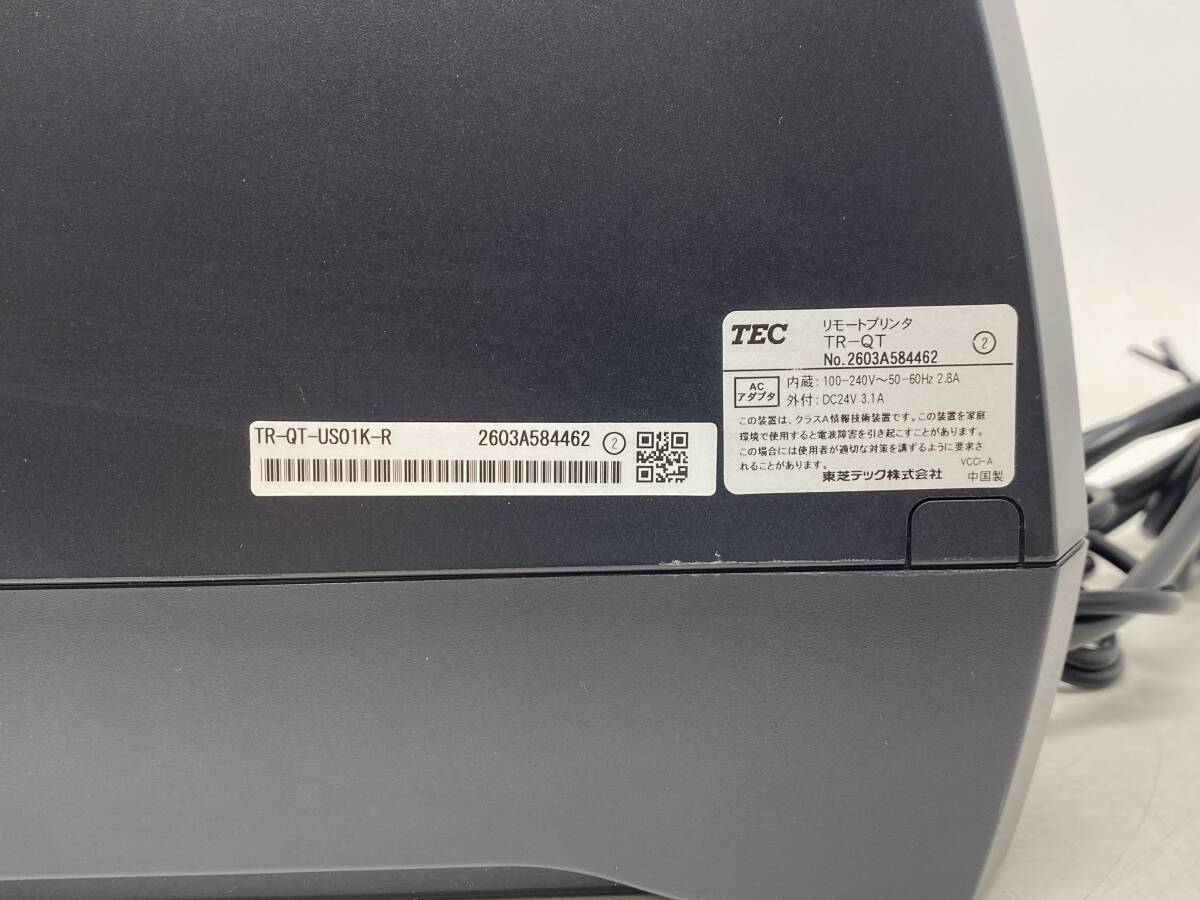 TEC リモートプリンタ
TR-QT ②
No.2603A584462
ACアダプタ 内蔵: 100-240V～50-60Hz 2.8A
外付: DC24V 3.1A
この装置は、クラスA情報技術装置です。この装置を家庭
環境で使用すると電波障害を引き起こすことがあります。
この場合には使用者が適切な対策を講ずるように要求さ
れることがあります。 VCCI-A
東芝テック株式会社 中国製
TR-QT-US01K-R 2603A584462 ②